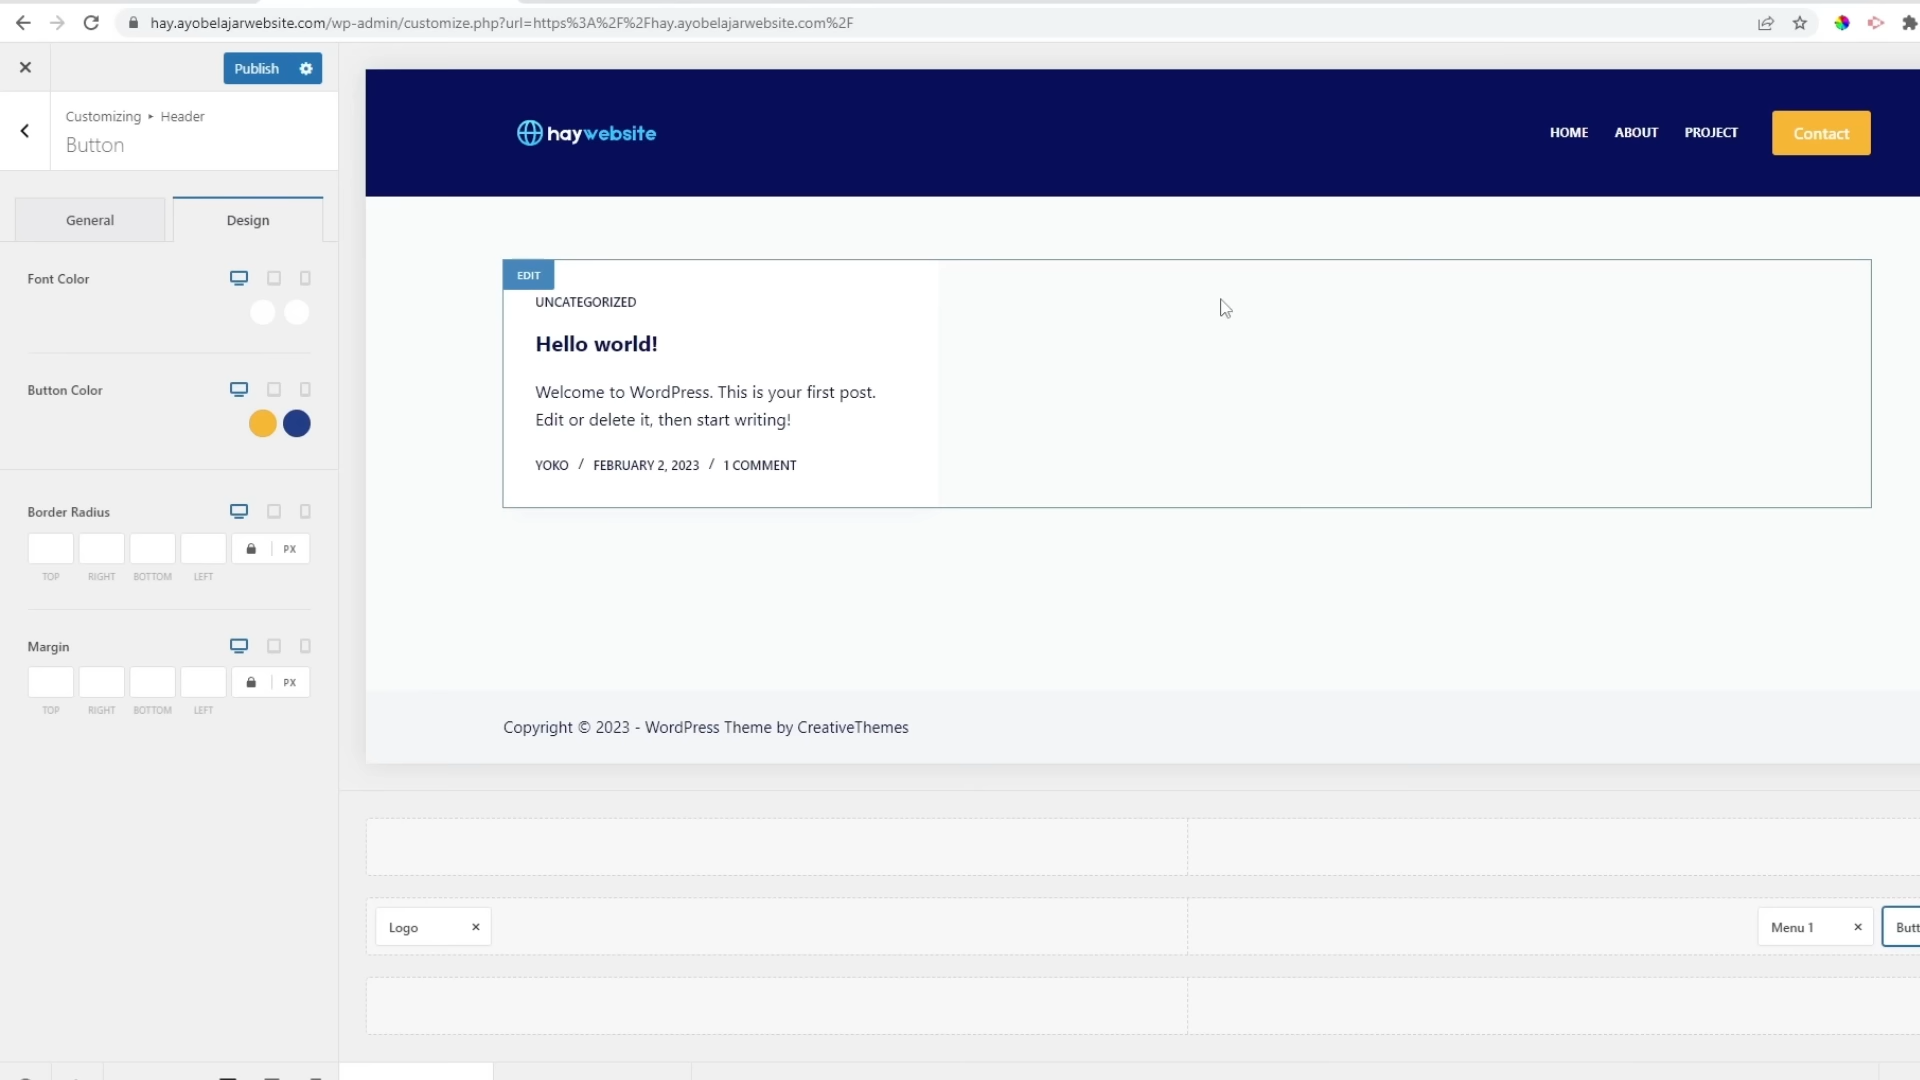 hay.ayobelajarwebsite.com/wp-admin/customize.php?url=https%3A%2F%2Fhay.ayobelajarwebsite.com%2F
Publish
Customizing ▸ Header
Button
General
Design
Font Color
Button Color
Border Radius
PX
TOP RIGHT BOTTOM LEFT
Margin
PX
TOP RIGHT BOTTOM LEFT
haywebsite
HOME ABOUT PROJECT Contact
EDIT
UNCATEGORIZED
Hello world!
Welcome to WordPress. This is your first post.
Edit or delete it, then start writing!
YOKO / FEBRUARY 2, 2023 / 1 COMMENT
Copyright © 2023 - WordPress Theme by CreativeThemes
Logo ×
Menu 1 ×
Butt